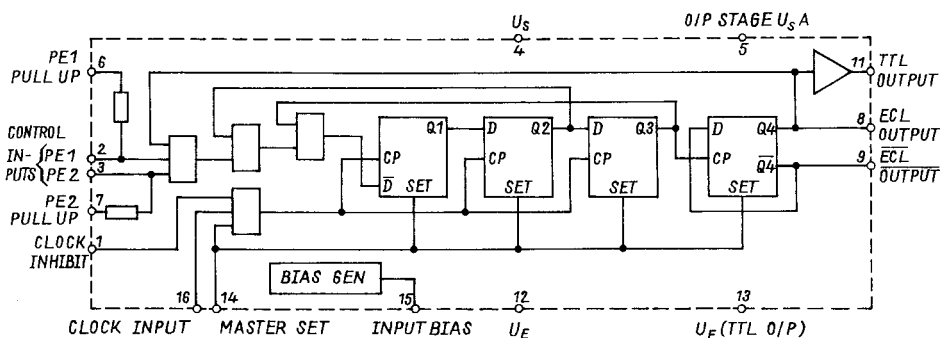 U_S
4
O/P STAGE U_S A
5
PE1
PULL UP
6
TTL
OUTPUT
11
ECL
OUTPUT
8
ECL
OUTPUT
9
CONTROL
IN-
PUTS
PE1
2
PE2
3
PE2
PULL UP
7
CLOCK
INHIBIT
1
Q1
CP
D
SET
D
Q2
CP
SET
D
Q3
SET
D
Q4
CP
Q4
SET
BIAS GEN
16
14
15
12
13
CLOCK INPUT
MASTER SET
INPUT BIAS
U_E
U_E (TTL O/P)